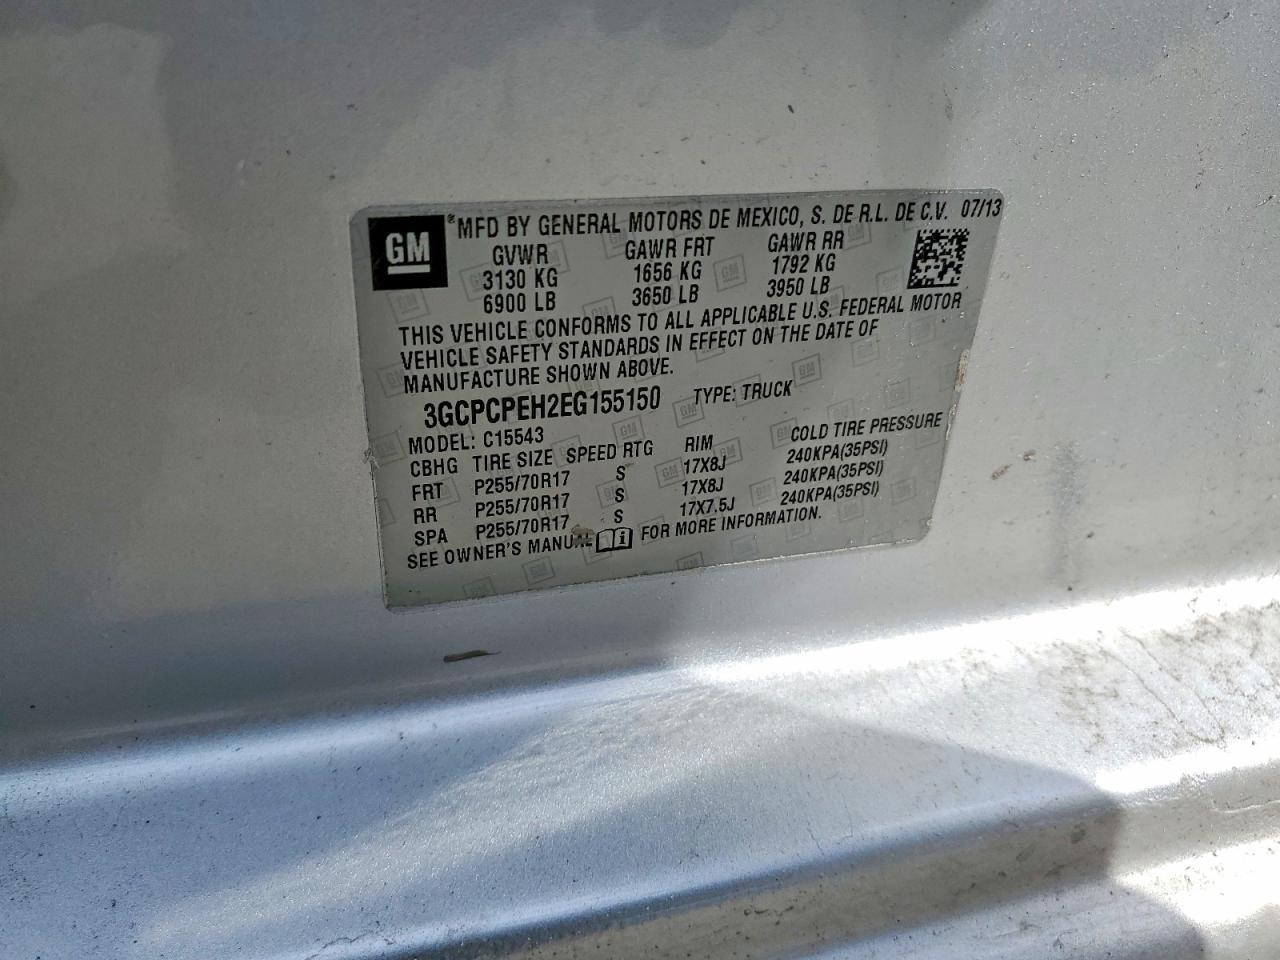 GM ®MFD BY GENERAL MOTORS DE MEXICO, S. DE R.L. DE C.V. 07/13
GVWR GAWR FRT GAWR RR
3130 KG 1656 KG 1792 KG
6900 LB 3650 LB 3950 LB
THIS VEHICLE CONFORMS TO ALL APPLICABLE U.S. FEDERAL MOTOR
VEHICLE SAFETY STANDARDS IN EFFECT ON THE DATE OF
MANUFACTURE SHOWN ABOVE.
3GCPCPEH2EG155150 TYPE: TRUCK
MODEL: C15543
CBHG TIRE SIZE SPEED RTG RIM COLD TIRE PRESSURE
FRT P255/70R17 S 17X8J 240KPA(35PSI)
RR P255/70R17 S 17X8J 240KPA(35PSI)
SPA P255/70R17 S 17X7.5J 240KPA(35PSI)
SEE OWNER'S MANUAL i FOR MORE INFORMATION.